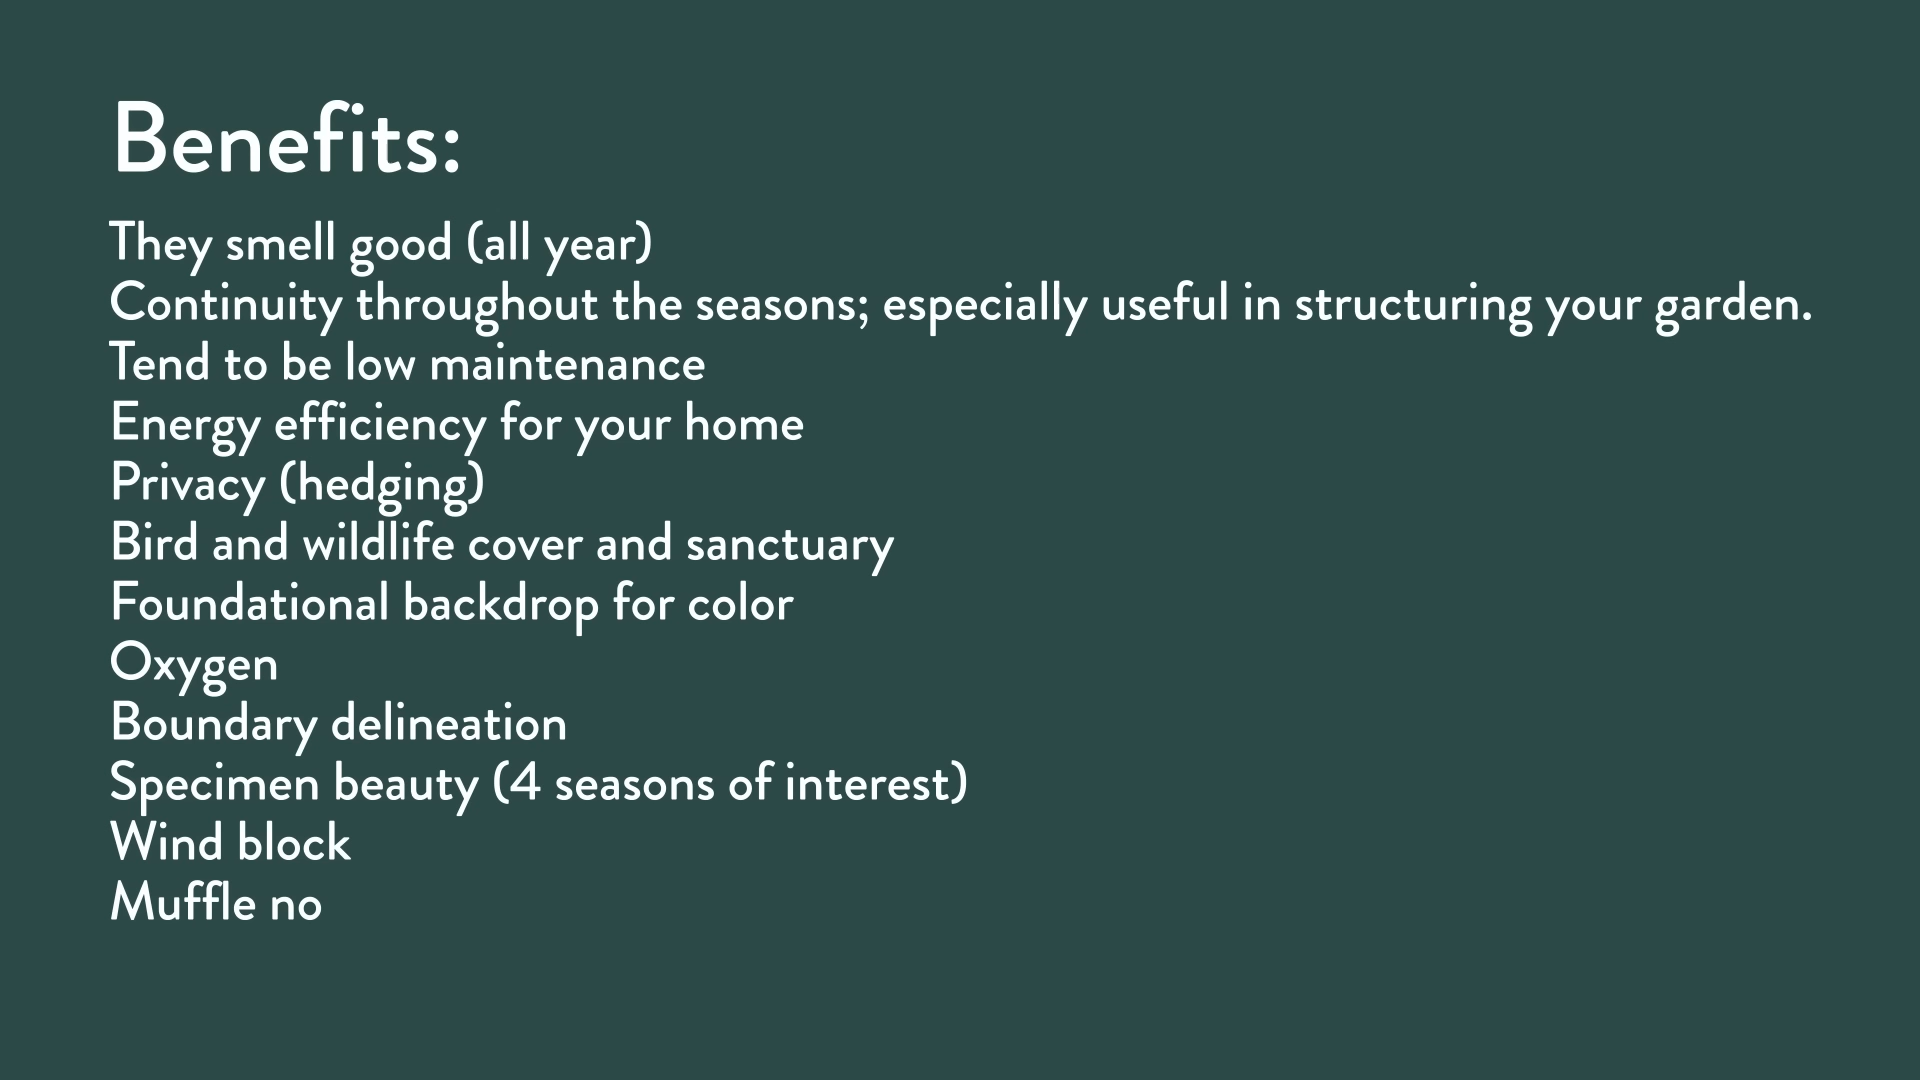 Benefits:
They smell good (all year)
Continuity throughout the seasons; especially useful in structuring your garden.
Tend to be low maintenance
Energy efficiency for your home
Privacy (hedging)
Bird and wildlife cover and sanctuary
Foundational backdrop for color
Oxygen
Boundary delineation
Specimen beauty (4 seasons of interest)
Wind block
Muffle no